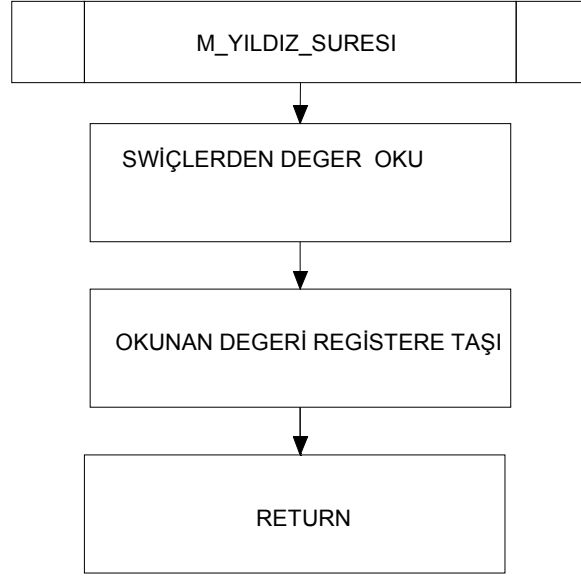 M_YILDIZ_SURESI
SWİÇLERDEN DEGER OKU
OKUNAN DEGERİ REGİSTERE TAŞI
RETURN